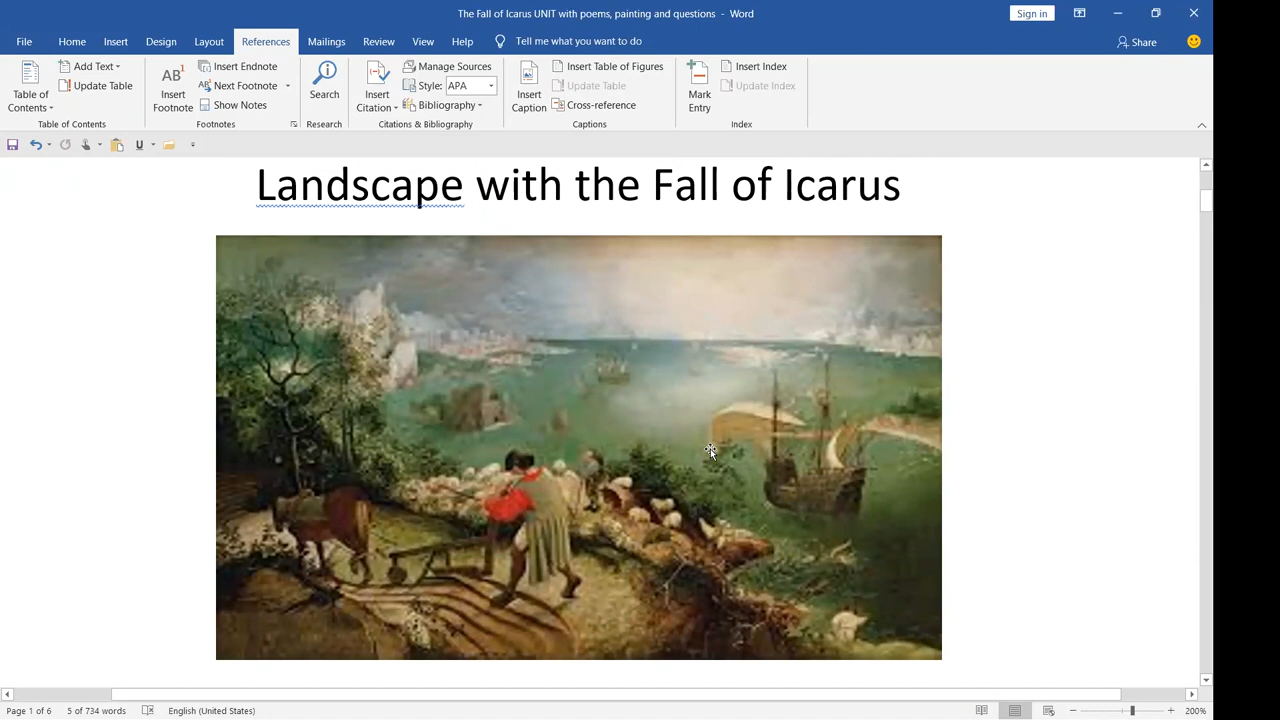 The Fall of Icarus UNIT with poems, painting and questions - Word
Sign in
File Home Insert Design Layout References Mailings Review View Help Tell me what you want to do
Share
Table of Contents
Add Text
Update Table
Table of Contents
AB1
Insert Footnote
Insert Endnote
Next Footnote
Show Notes
Footnotes
Search
Research
Insert Citation
Manage Sources
Style: APA
Bibliography
Citations & Bibliography
Insert Caption
Insert Table of Figures
Update Table
Cross-reference
Captions
Mark Entry
Insert Index
Update Index
Index
Landscape with the Fall of Icarus
Page 1 of 6 5 of 734 words English (United States) 200%